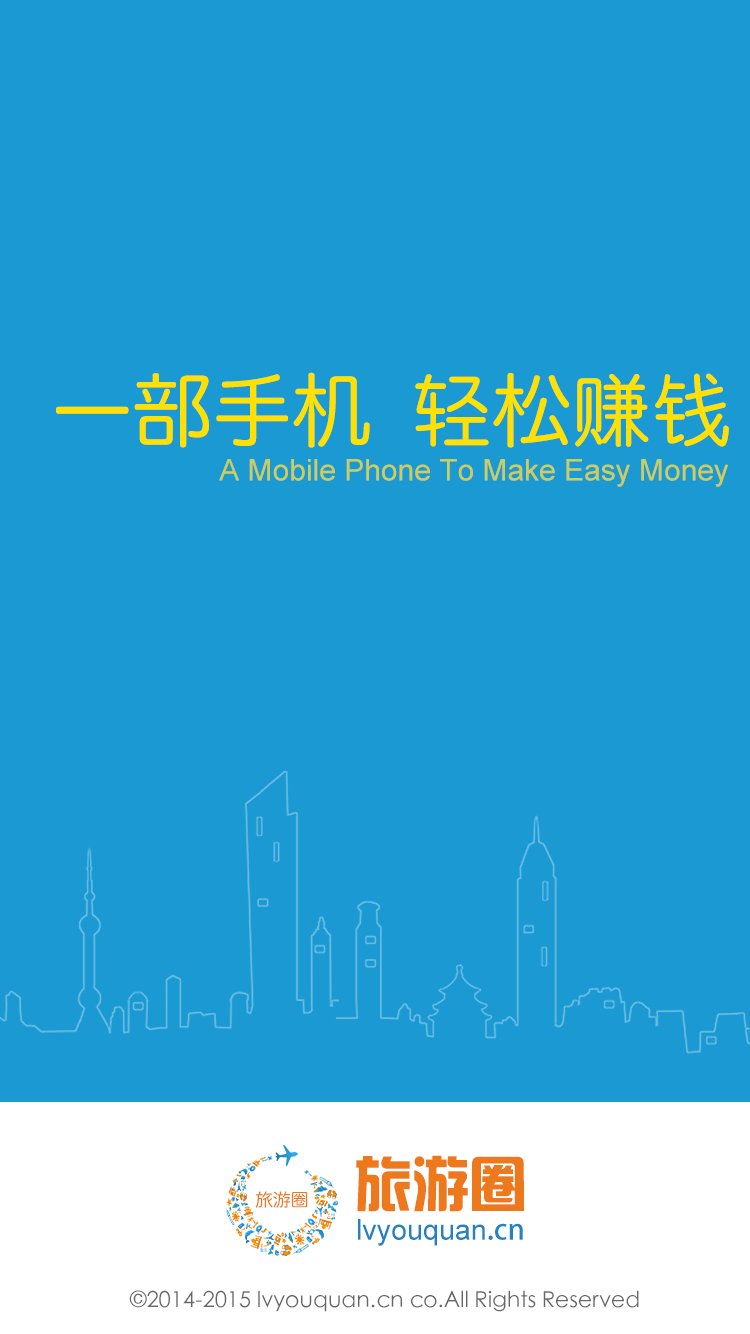 一部手机 轻松赚钱
A Mobile Phone To Make Easy Money
旅游圈
旅游圈
lvyouquan.cn
©2014-2015 lvyouquan.cn co.All Rights Reserved